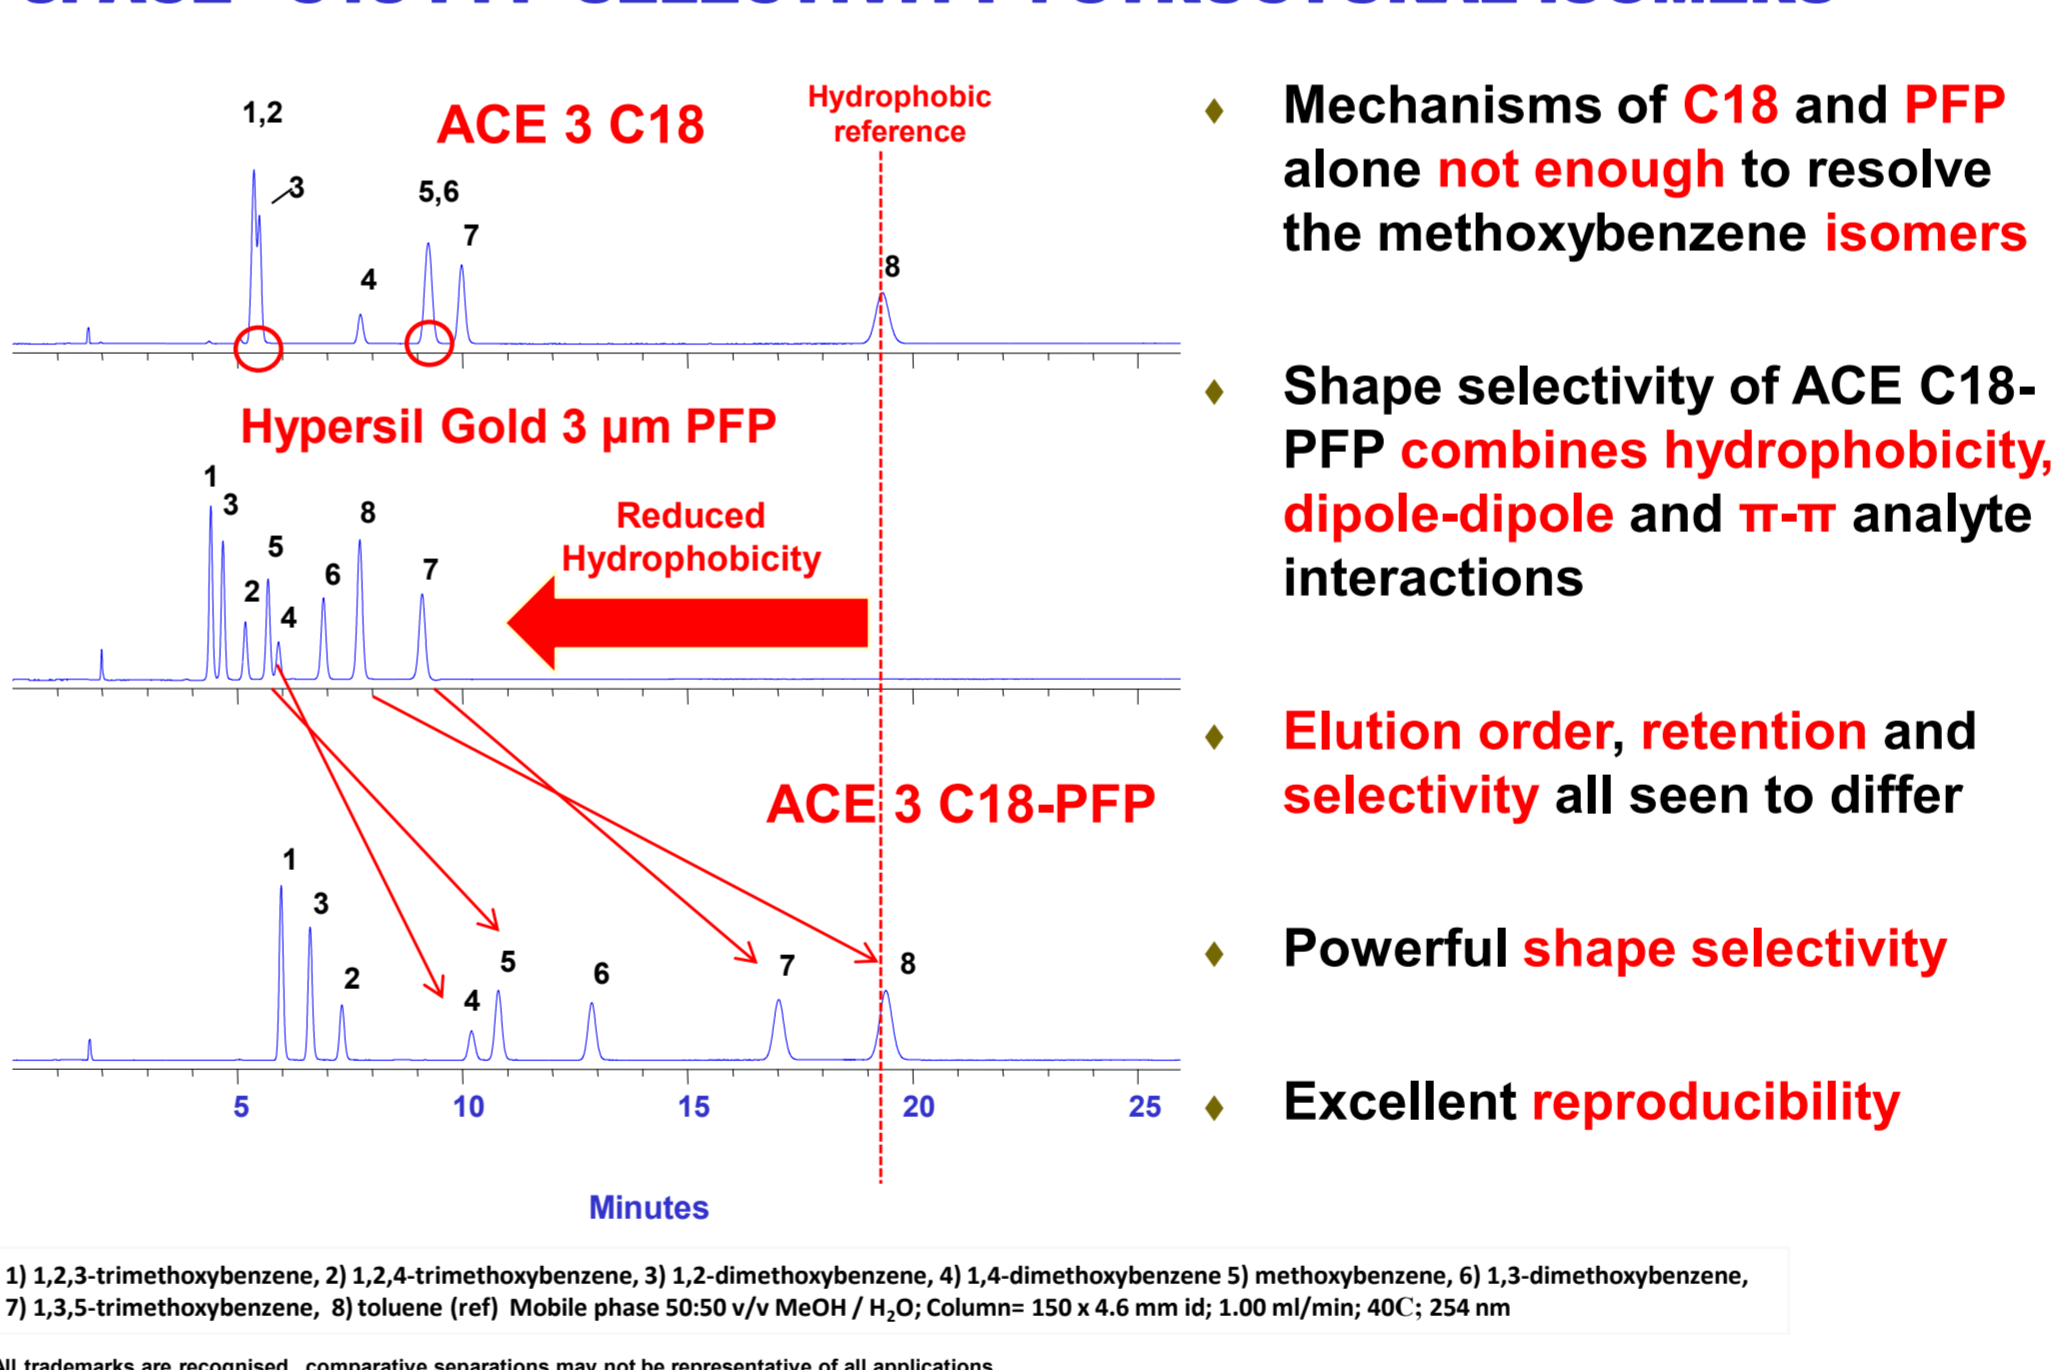 1,2
ACE 3 C18
Hydrophobic
reference
3
5,6
7
4
8
Hypersil Gold 3 µm PFP
1
3
8
5
Reduced
Hydrophobicity
2
6
7
4
ACE 3 C18-PFP
1
3
2
5
6
7
8
4
5 10 15 20 25
Minutes
♦ Mechanisms of C18 and PFP
alone not enough to resolve
the methoxybenzene isomers
♦ Shape selectivity of ACE C18-
PFP combines hydrophobicity,
dipole-dipole and π-π analyte
interactions
♦ Elution order, retention and
selectivity all seen to differ
♦ Powerful shape selectivity
♦ Excellent reproducibility
1) 1,2,3-trimethoxybenzene, 2) 1,2,4-trimethoxybenzene, 3) 1,2-dimethoxybenzene, 4) 1,4-dimethoxybenzene 5) methoxybenzene, 6) 1,3-dimethoxybenzene,
7) 1,3,5-trimethoxybenzene, 8) toluene (ref) Mobile phase 50:50 v/v MeOH / H₂O; Column= 150 x 4.6 mm id; 1.00 ml/min; 40C; 254 nm
All trademarks are recognised, comparative separations may not be representative of all applications